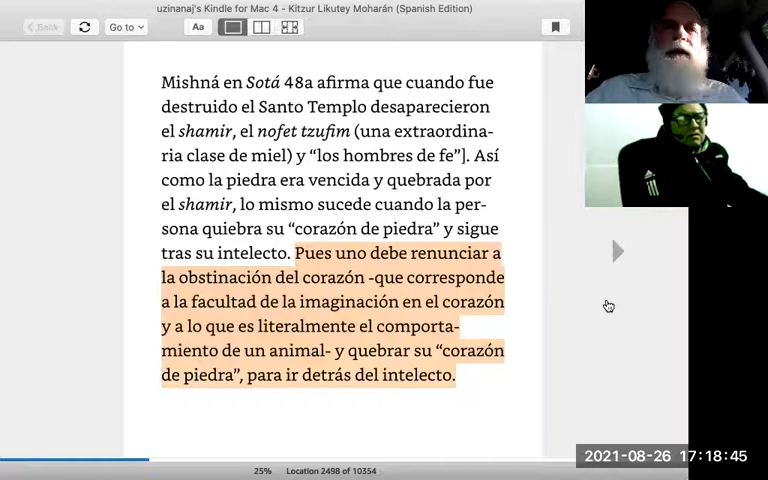 uzinanaj's Kindle for Mac 4 - Kitzur Likutey Moharán (Spanish Edition)
Back
Go to
Aa
Mishná en Sotá 48a afirma que cuando fue
destruido el Santo Templo desaparecieron
el shamir, el nofet tzufim (una extraordina-
ria clase de miel) y “los hombres de fe”]. Así
como la piedra era vencida y quebrada por
el shamir, lo mismo sucede cuando la per-
sona quiebra su “corazón de piedra” y sigue
tras su intelecto. Pues uno debe renunciar a
la obstinación del corazón -que corresponde
a la facultad de la imaginación en el corazón
y a lo que es literalmente el comporta-
miento de un animal- y quebrar su “corazón
de piedra”, para ir detrás del intelecto.
25% Location 2498 of 10354
2021-08-26 17:18:45